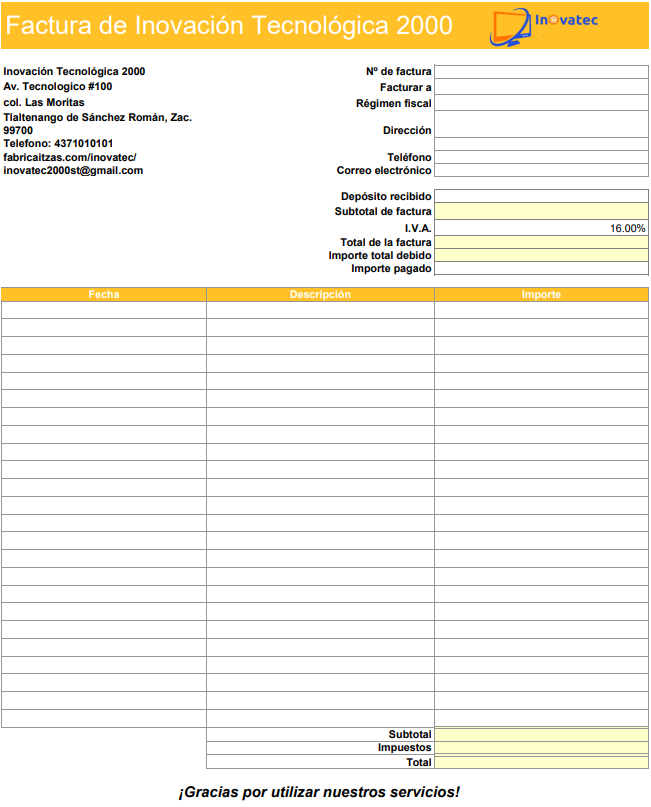 Factura de Inovación Tecnológica 2000
Inovatec
Inovación Tecnológica 2000
Av. Tecnologico #100
col. Las Moritas
Tlaltenango de Sánchez Román, Zac.
99700
Telefono: 4371010101
fabricaitzas.com/inovatec/
inovatec2000st@gmail.com
Nº de factura
Facturar a
Régimen fiscal
Dirección
Teléfono
Correo electrónico
Depósito recibido
Subtotal de factura
I.V.A. 16.00%
Total de la factura
Importe total debido
Importe pagado
Fecha Descripción Importe
Subtotal
Impuestos
Total
¡Gracias por utilizar nuestros servicios!